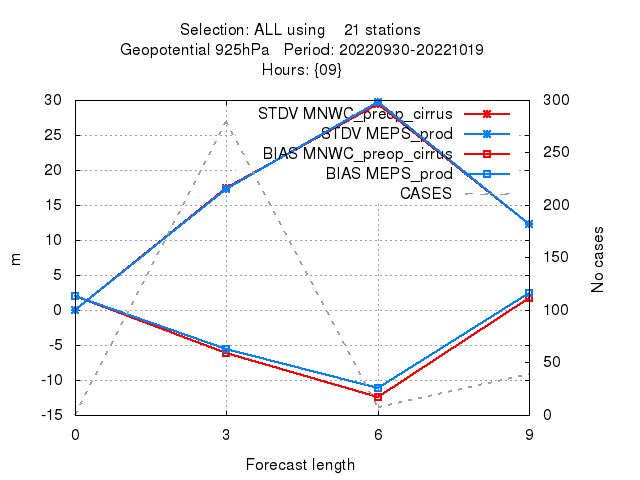 Selection: ALL using    21 stations
Geopotential 925hPa   Period: 20220930-20221019
Hours: {09}
30
25
20
15
10
5
0
-5
-10
-15
300
250
200
150
100
50
0
STDV MNWC_preop_cirrus
STDV MEPS_prod
BIAS MNWC_preop_cirrus
BIAS MEPS_prod
CASES
m
No cases
0 3 6 9
Forecast length